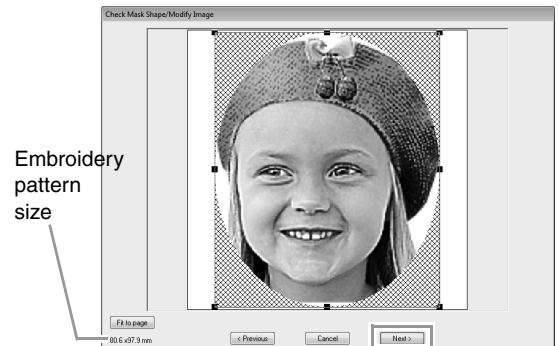 Check Mask Shape/Modify Image
Embroidery
pattern
size
Fit to page
80.6 x97.9 mm
< Previous
Cancel
Next >